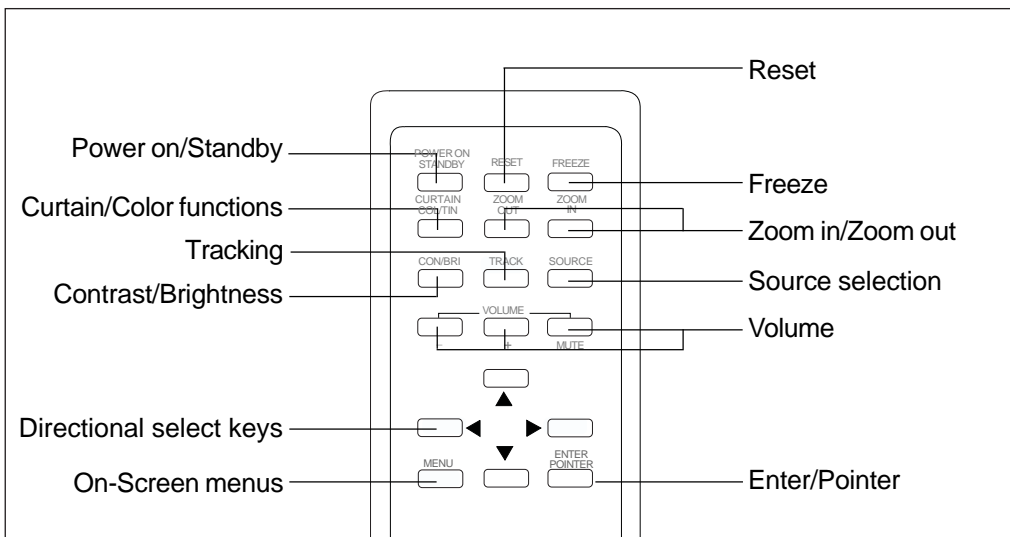 Reset
Power on/Standby
Freeze
Curtain/Color functions
Zoom in/Zoom out
Tracking
Source selection
Contrast/Brightness
Volume
Directional select keys
On-Screen menus
Enter/Pointer
POWER ON
STANDBY
RESET
FREEZE
CURTAIN
COL/TIN
ZOOM
OUT
ZOOM
IN
CON/BRI
TRACK
SOURCE
VOLUME
-
+
MUTE
MENU
ENTER
POINTER